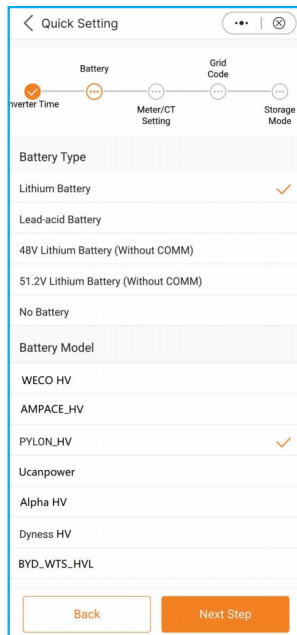 Quick Setting
Battery
Grid
Code
nverter Time
Meter/CT
Setting
Storage
Mode
Battery Type
Lithium Battery
Lead-acid Battery
48V Lithium Battery (Without COMM)
51.2V Lithium Battery (Without COMM)
No Battery
Battery Model
WECO HV
AMPACE_HV
PYLON_HV
Ucanpower
Alpha HV
Dyness HV
BYD_WTS_HVL
Back
Next Step